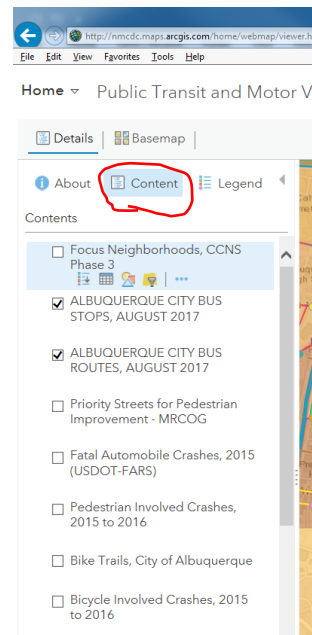 http://nmcdc.maps.arcgis.com/home/webmap/viewer.h
File Edit View Favorites Tools Help
Home Public Transit and Motor V
Details Basemap
About Content Legend
Contents
Focus Neighborhoods, CCNS
Phase 3
ALBUQUERQUE CITY BUS
STOPS, AUGUST 2017
ALBUQUERQUE CITY BUS
ROUTES, AUGUST 2017
Priority Streets for Pedestrian
Improvement - MRCOG
Fatal Automobile Crashes, 2015
(USDOT-FARS)
Pedestrian Involved Crashes,
2015 to 2016
Bike Trails, City of Albuquerque
Bicycle Involved Crashes, 2015
to 2016